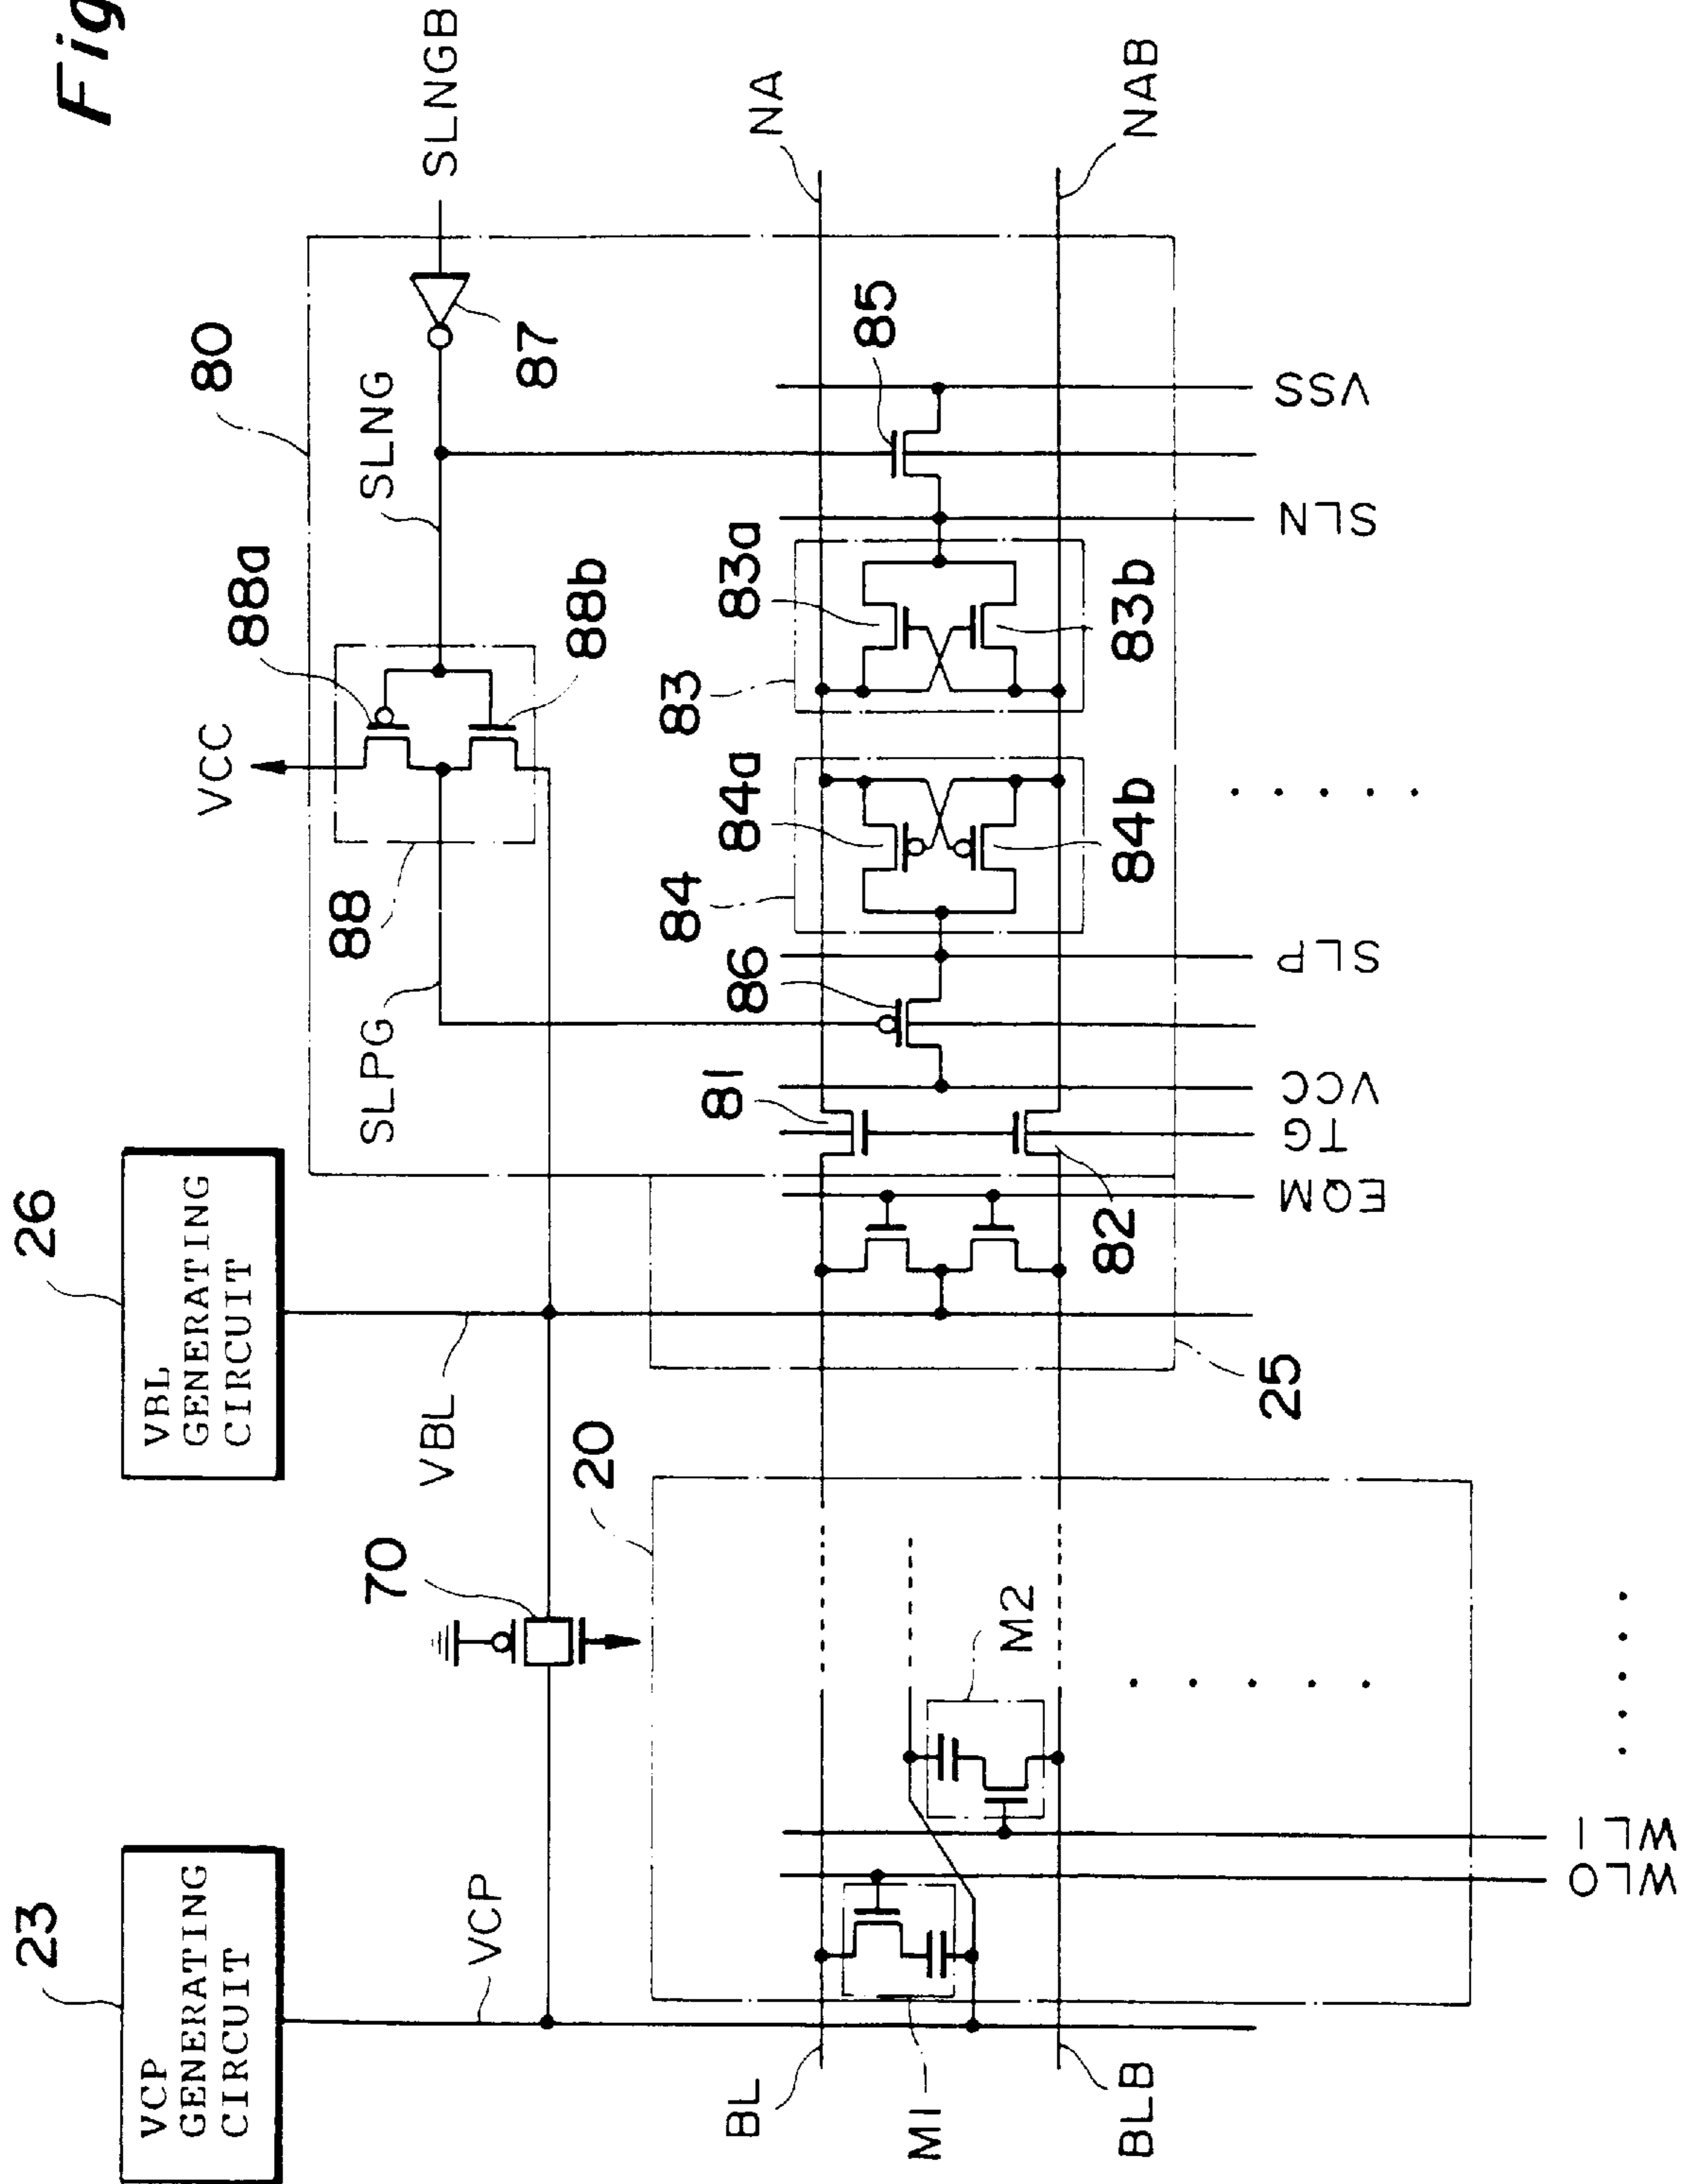 Fig
23
VCP
GENERATING
CIRCUIT
26
VBL
GENERATING
CIRCUIT
VCP
VBL
70
20
80
VCC
88a
88b
88
SLPG
SLNG
SLNGB
87
BL
BLB
M1
M2
WL0
WL1
25
EQM
TG
VCC
SLP
SLN
VSS
81
82
86
84
84a
84b
83
83a
83b
85
NA
NAB